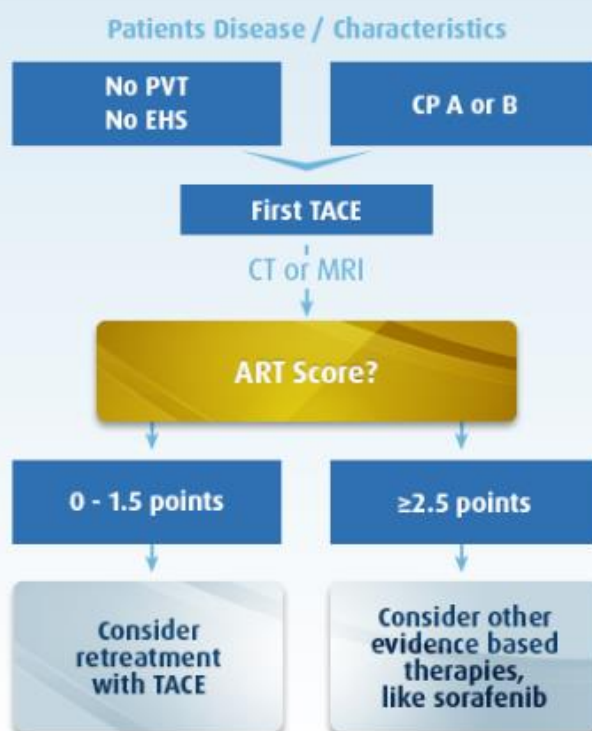 Patients Disease / Characteristics
No PVT
No EHS
CP A or B
First TACE
CT or MRI
ART Score?
0 - 1.5 points
≥2.5 points
Consider
retreatment
with TACE
Consider other
evidence based
therapies,
like sorafenib